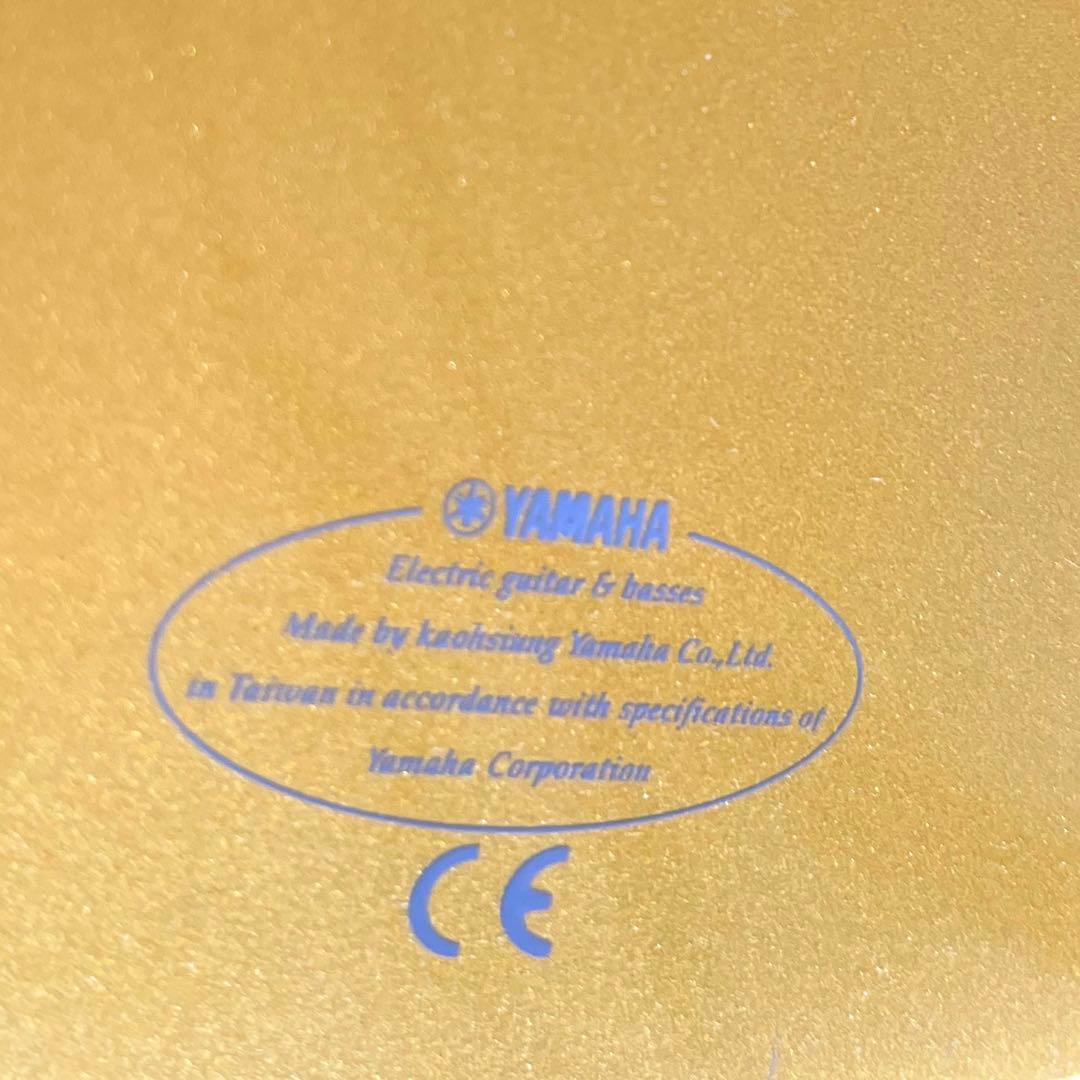 YAMAHA
Electric guitar & basses
Made by kaohsiung Yamaha Co.,Ltd.
in Taiwan in accordance with specifications of
Yamaha Corporation
CE